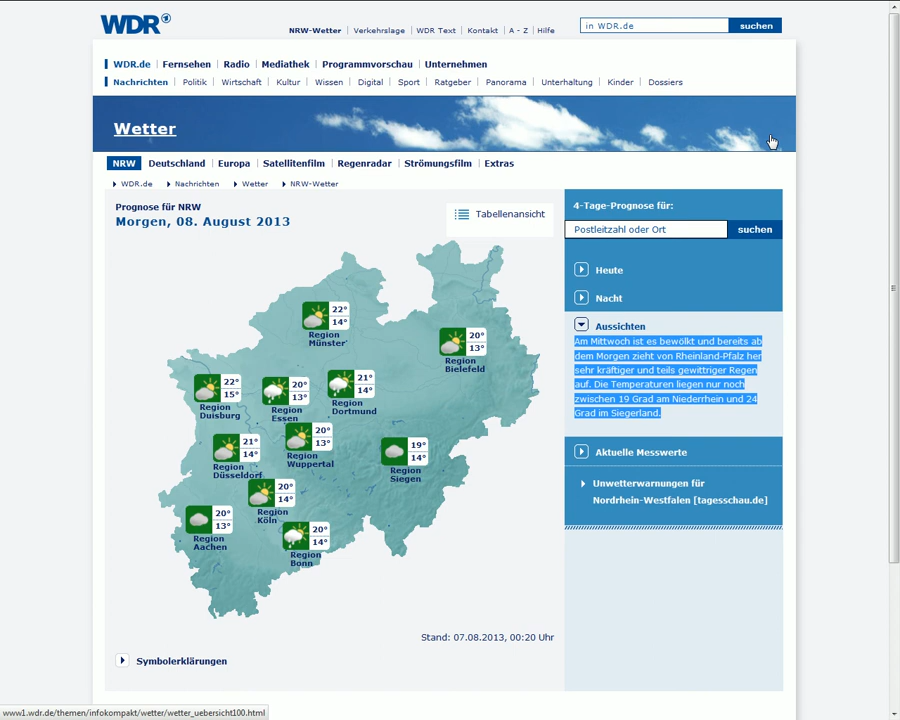 WDR
NRW-Wetter Verkehrslage WDR Text Kontakt A - Z Hilfe
in WDR.de suchen
WDR.de Fernsehen Radio Mediathek Programmvorschau Unternehmen
Nachrichten Politik Wirtschaft Kultur Wissen Digital Sport Ratgeber Panorama Unterhaltung Kinder Dossiers
Wetter
NRW Deutschland Europa Satellitenfilm Regenradar Strömungsfilm Extras
WDR.de Nachrichten Wetter NRW-Wetter
Prognose für NRW
Morgen, 08. August 2013
Tabellenansicht
22°
14°
Region
Münster
20°
13°
Region
Bielefeld
22°
15°
Region
Duisburg
20°
13°
Region
Essen
21°
14°
Region
Dortmund
21°
14°
Region
Düsseldorf
20°
13°
Region
Wuppertal
19°
14°
Region
Siegen
20°
14°
Region
Köln
20°
13°
Region
Aachen
20°
14°
Region
Bonn
Stand: 07.08.2013, 00:20 Uhr
Symbolerklärungen
4-Tage-Prognose für:
Postleitzahl oder Ort suchen
Heute
Nacht
Aussichten
Am Mittwoch ist es bewölkt und bereits ab
dem Morgen zieht von Rheinland-Pfalz her
sehr kräftiger und teils gewittriger Regen
auf. Die Temperaturen liegen nur noch
zwischen 19 Grad am Niederrhein und 24
Grad im Siegerland.
Aktuelle Messwerte
Unwetterwarnungen für
Nordrhein-Westfalen [tagesschau.de]
www1.wdr.de/themen/infokompakt/wetter/wetter_uebersicht100.html